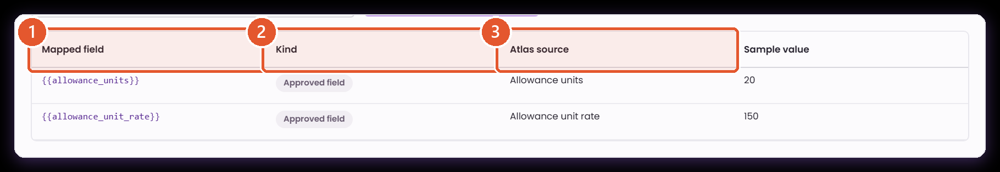 1 2 3
Mapped field Kind Atlas source Sample value
{{allowance_units}} Approved field Allowance units 20
{{allowance_unit_rate}} Approved field Allowance unit rate 150